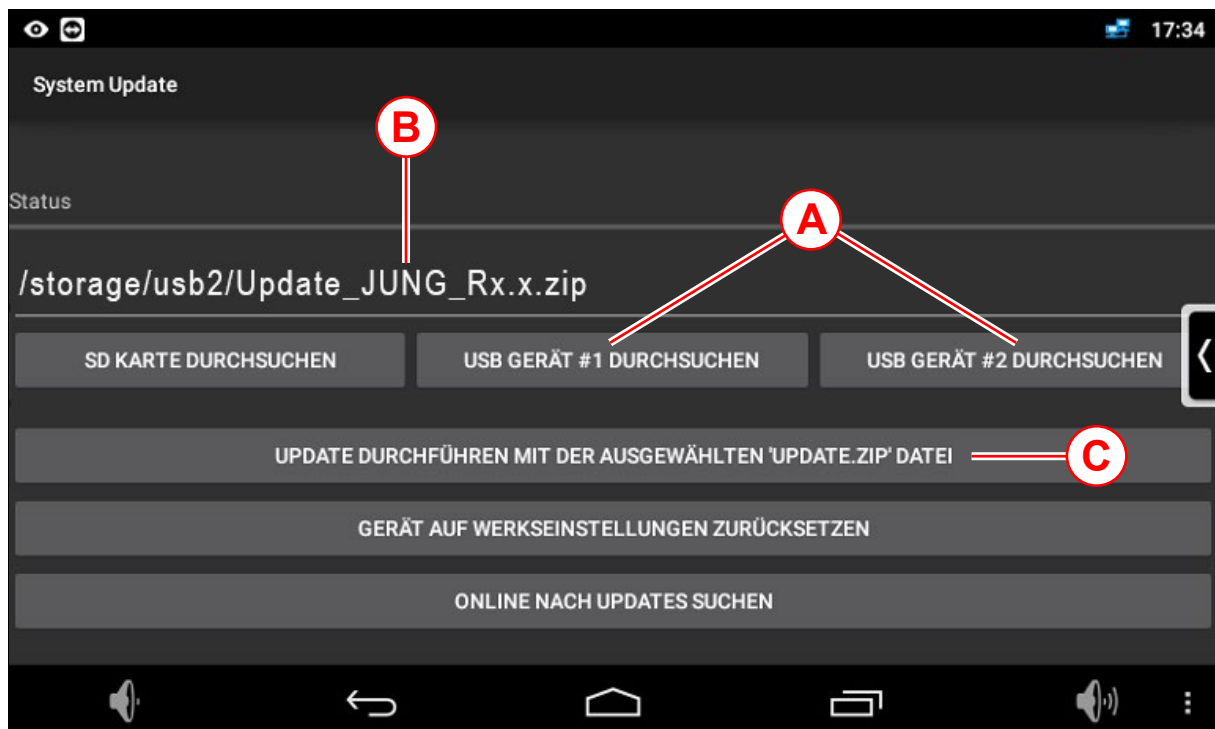 17:34
System Update
B
Status
A
/storage/usb2/Update_JUNG_Rx.x.zip
SD KARTE DURCHSUCHEN
USB GERÄT #1 DURCHSUCHEN
USB GERÄT #2 DURCHSUCHEN
UPDATE DURCHFÜHREN MIT DER AUSGEWÄHLTEN 'UPDATE.ZIP' DATEI
C
GERÄT AUF WERKSEINSTELLUNGEN ZURÜCKSETZEN
ONLINE NACH UPDATES SUCHEN